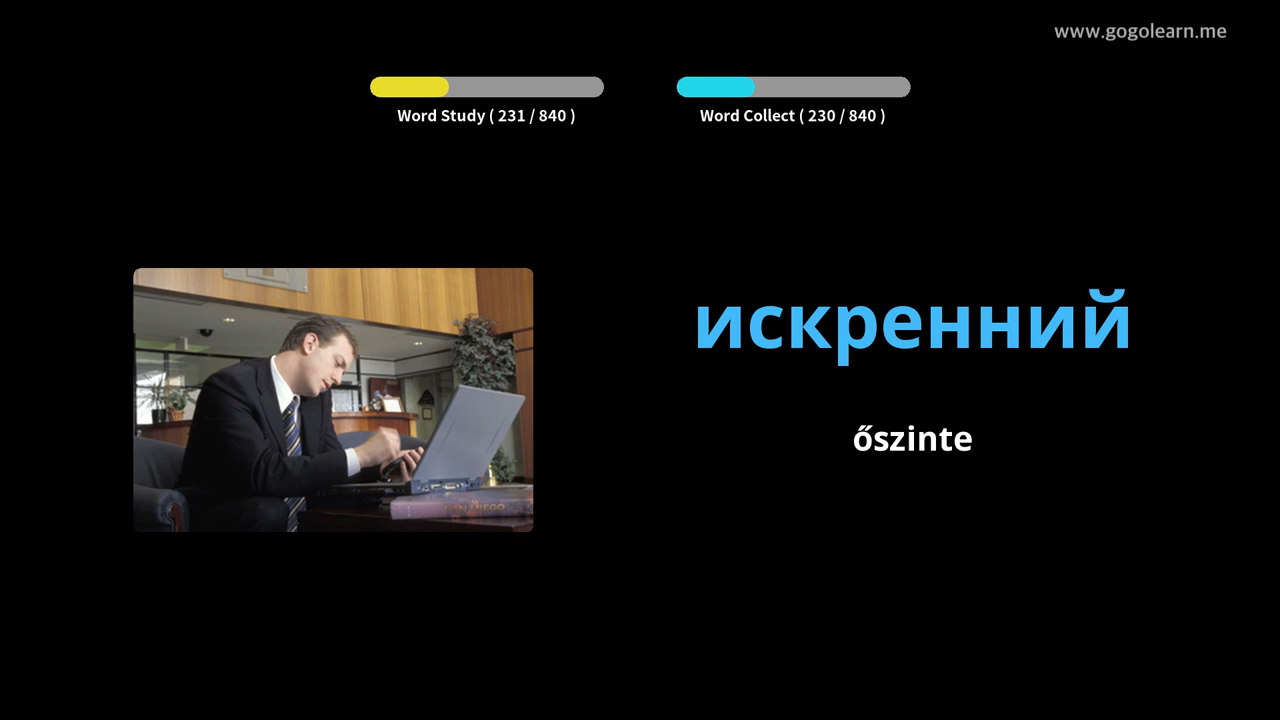 www.gogolearn.me
Word Study ( 231 / 840 )
Word Collect ( 230 / 840 )
искренний
őszinte